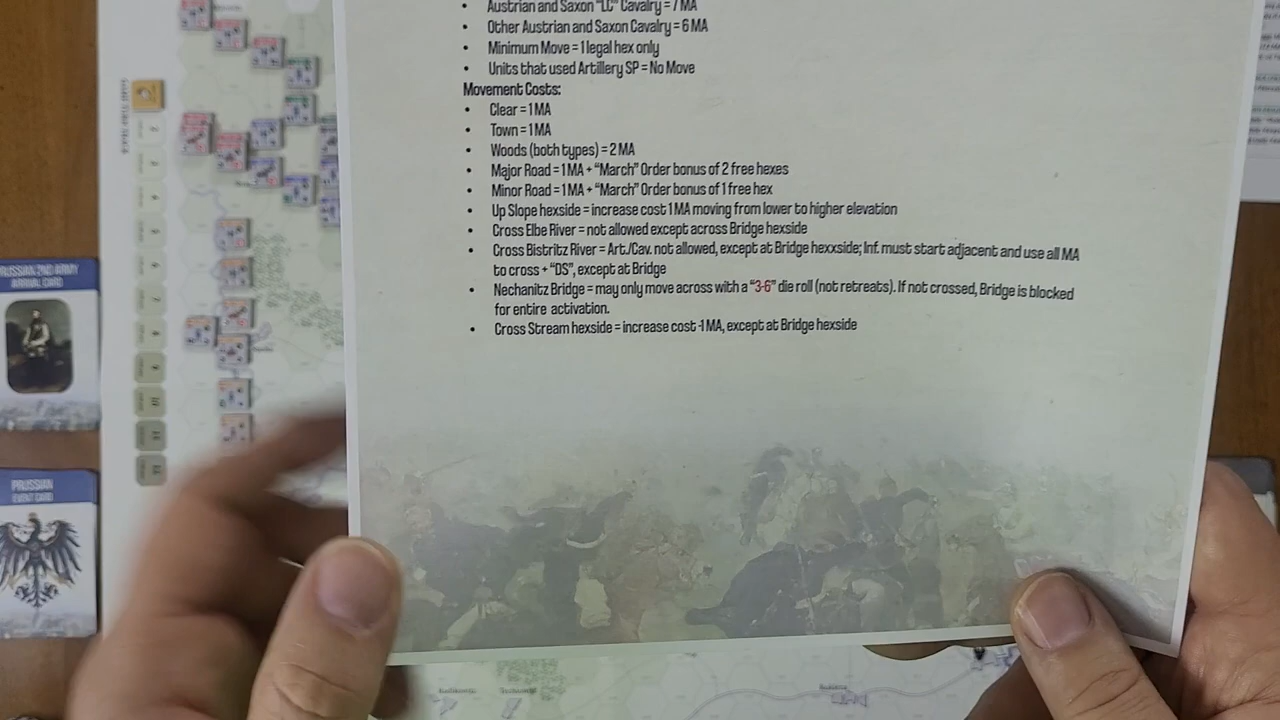 • Austrian and Saxon "LC" Cavalry = 7 MA
• Other Austrian and Saxon Cavalry = 6 MA
• Minimum Move = 1 legal hex only
• Units that used Artillery SP = No Move
Movement Costs:
• Clear = 1 MA
• Town = 1 MA
• Woods (both types) = 2 MA
• Major Road = 1 MA + "March" Order bonus of 2 free hexes
• Minor Road = 1 MA + "March" Order bonus of 1 free hex
• Up Slope hexside = increase cost 1 MA moving from lower to higher elevation
• Cross Elbe River = not allowed except across Bridge hexside
• Cross Bistritz River = Art./Cav. not allowed, except at Bridge hexxside; Inf. must start adjacent and use all MA
to cross + "DS", except at Bridge
• Nechanitz Bridge = may only move across with a "3-6" die roll (not retreats). If not crossed, Bridge is blocked
for entire activation.
• Cross Stream hexside = increase cost -1 MA, except at Bridge hexside
PRUSSIAN 2ND ARMY
ARRIVAL CARD
PRUSSIAN
EVENT CARD